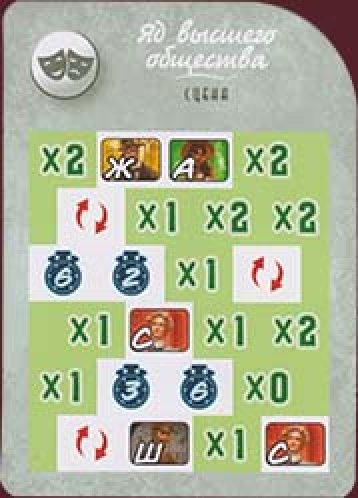 Яд высшего
общества
СЦЕНА
x2 Ж А x2
x1 x2 x2
6 2 x1
x1 С x1 x2
x1 3 6 x0
Ш x1 С